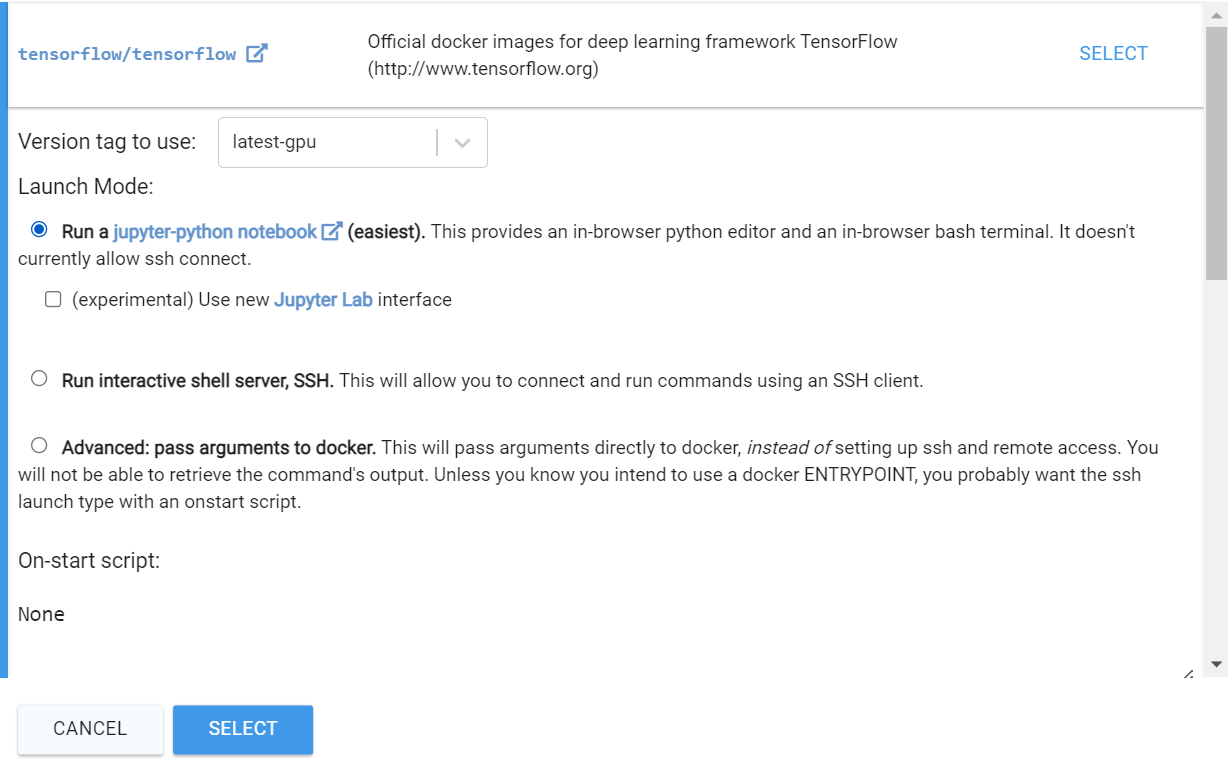 tensorflow/tensorflow
Official docker images for deep learning framework TensorFlow
(http://www.tensorflow.org)
SELECT
Version tag to use:
latest-gpu
Launch Mode:
Run a jupyter-python notebook (easiest). This provides an in-browser python editor and an in-browser bash terminal. It doesn't
currently allow ssh connect.
(experimental) Use new Jupyter Lab interface
Run interactive shell server, SSH. This will allow you to connect and run commands using an SSH client.
Advanced: pass arguments to docker. This will pass arguments directly to docker, instead of setting up ssh and remote access. You
will not be able to retrieve the command's output. Unless you know you intend to use a docker ENTRYPOINT, you probably want the ssh
launch type with an onstart script.
On-start script:
None
CANCEL
SELECT